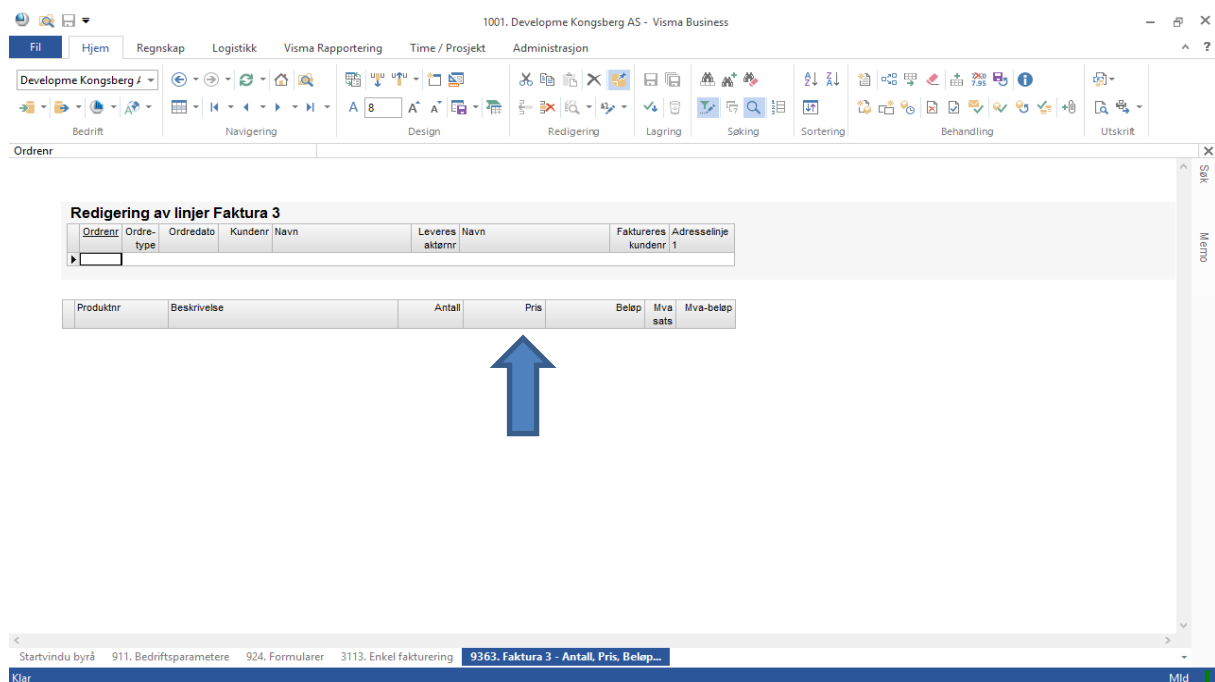 1001. Developme Kongsberg AS - Visma Business
Fil Hjem Regnskap Logistikk Visma Rapportering Time / Prosjekt Administrasjon
Developme Kongsberg
A 8
Bedrift Navigering Design Redigering Lagring Søking Sortering Behandling Utskrift
Ordrenr
Søk
Memo
Redigering av linjer Faktura 3
Ordrenr Ordre- Ordredato Kundenr Navn Leveres Navn Faktureres Adresselinje
type aktørnr kundenr 1
Produktnr Beskrivelse Antall Pris Beløp Mva Mva-beløp
sats
Startvindu byrå 911. Bedriftsparametere 924. Formularer 3113. Enkel fakturering 9363. Faktura 3 - Antall, Pris, Beløp...
Klar Mld